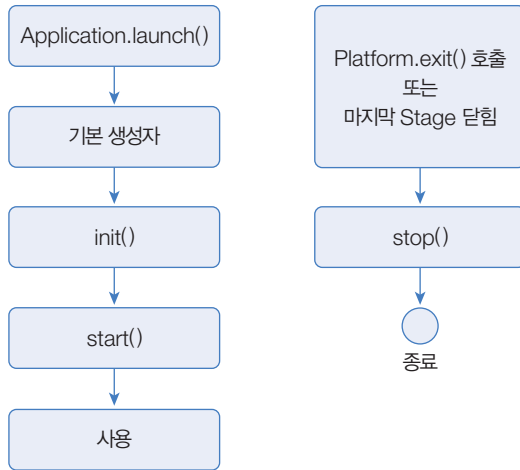 Application.launch()
기본 생성자
init()
start()
사용
Platform.exit() 호출
또는
마지막 Stage 닫힘
stop()
종료